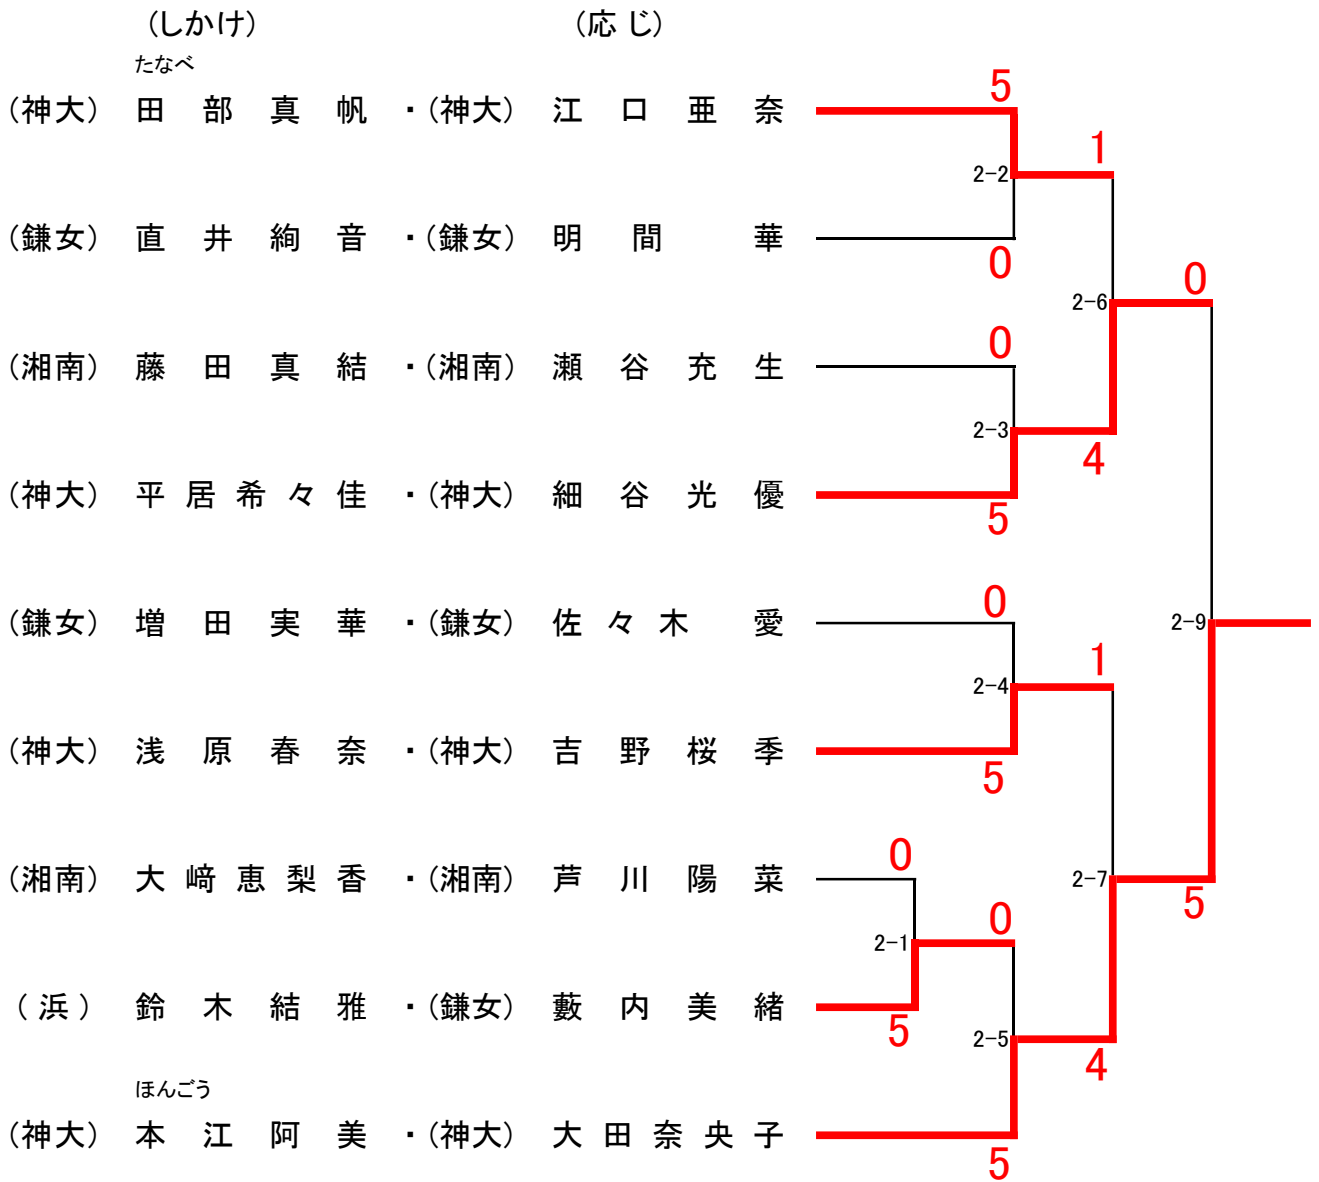 （しかけ） （応じ）
たなべ
（神大） 田部真帆 ・（神大） 江口亜奈
5
1
2-2
（鎌女） 直井絢音 ・（鎌女） 明間華
0
2-6
0
（湘南） 藤田真結 ・（湘南） 瀬谷充生
0
2-3
4
（神大） 平居希々佳 ・（神大） 細谷光優
5
（鎌女） 増田実華 ・（鎌女） 佐々木愛
0
2-9
1
2-4
（神大） 浅原春奈 ・（神大） 吉野桜季
5
（湘南） 大﨑恵梨香 ・（湘南） 芦川陽菜
0
2-7
5
0
2-1
（浜） 鈴木結雅 ・（鎌女） 藪内美緒
5
2-5
4
ほんごう
（神大） 本江阿美 ・（神大） 大田奈央子
5